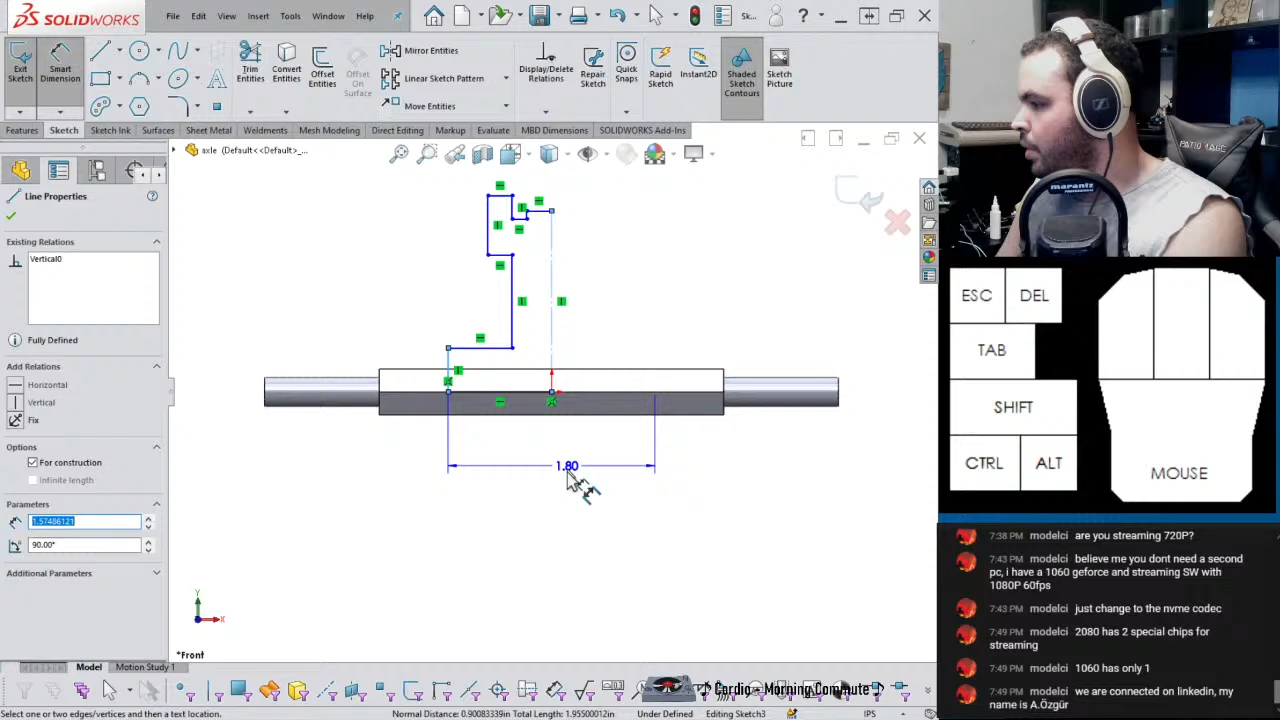 SOLIDWORKS File Edit View Insert Tools Window Help Sk... ?
Exit Sketch
Smart Dimension
Trim Entities
Convert Entities
Offset Entities
Offset On Surface
Mirror Entities
Linear Sketch Pattern
Move Entities
Display/Delete Relations
Repair Sketch
Quick Snaps
Rapid Sketch
Instant2D
Shaded Sketch Contours
Sketch Picture
Features Sketch Sketch Ink Surfaces Sheet Metal Weldments Mesh Modeling Direct Editing Markup Evaluate MBD Dimensions SOLIDWORKS Add-Ins
axle (Default<<Default>_...
Line Properties
Existing Relations
Vertical0
Fully Defined
Add Relations
Horizontal
Vertical
Fix
Options
For construction
Infinite length
Parameters
1.57486121
90.00°
Additional Parameters
1.80
Y
X
*Front
Model Motion Study 1
Cardig - Morning Commute
Select one or two edges/vertices and then a text location.
Normal Distance: 0.90083339in Total Length: 1.95500012in Under Defined Editing Sketch3 IPS
marantz
PROFESSIONAL
ESC DEL
TAB
SHIFT
CTRL ALT
MOUSE
7:38 PM modelci are you streaming 720P?
7:43 PM modelci believe me you dont need a second
pc, i have a 1060 geforce and streaming SW with
1080P 60fps
7:43 PM modelci just change to the nvme codec
7:49 PM modelci 2080 has 2 special chips for
streaming
7:49 PM modelci 1060 has only 1
7:49 PM modelci we are connected on linkedin, my
name is A.Özgür